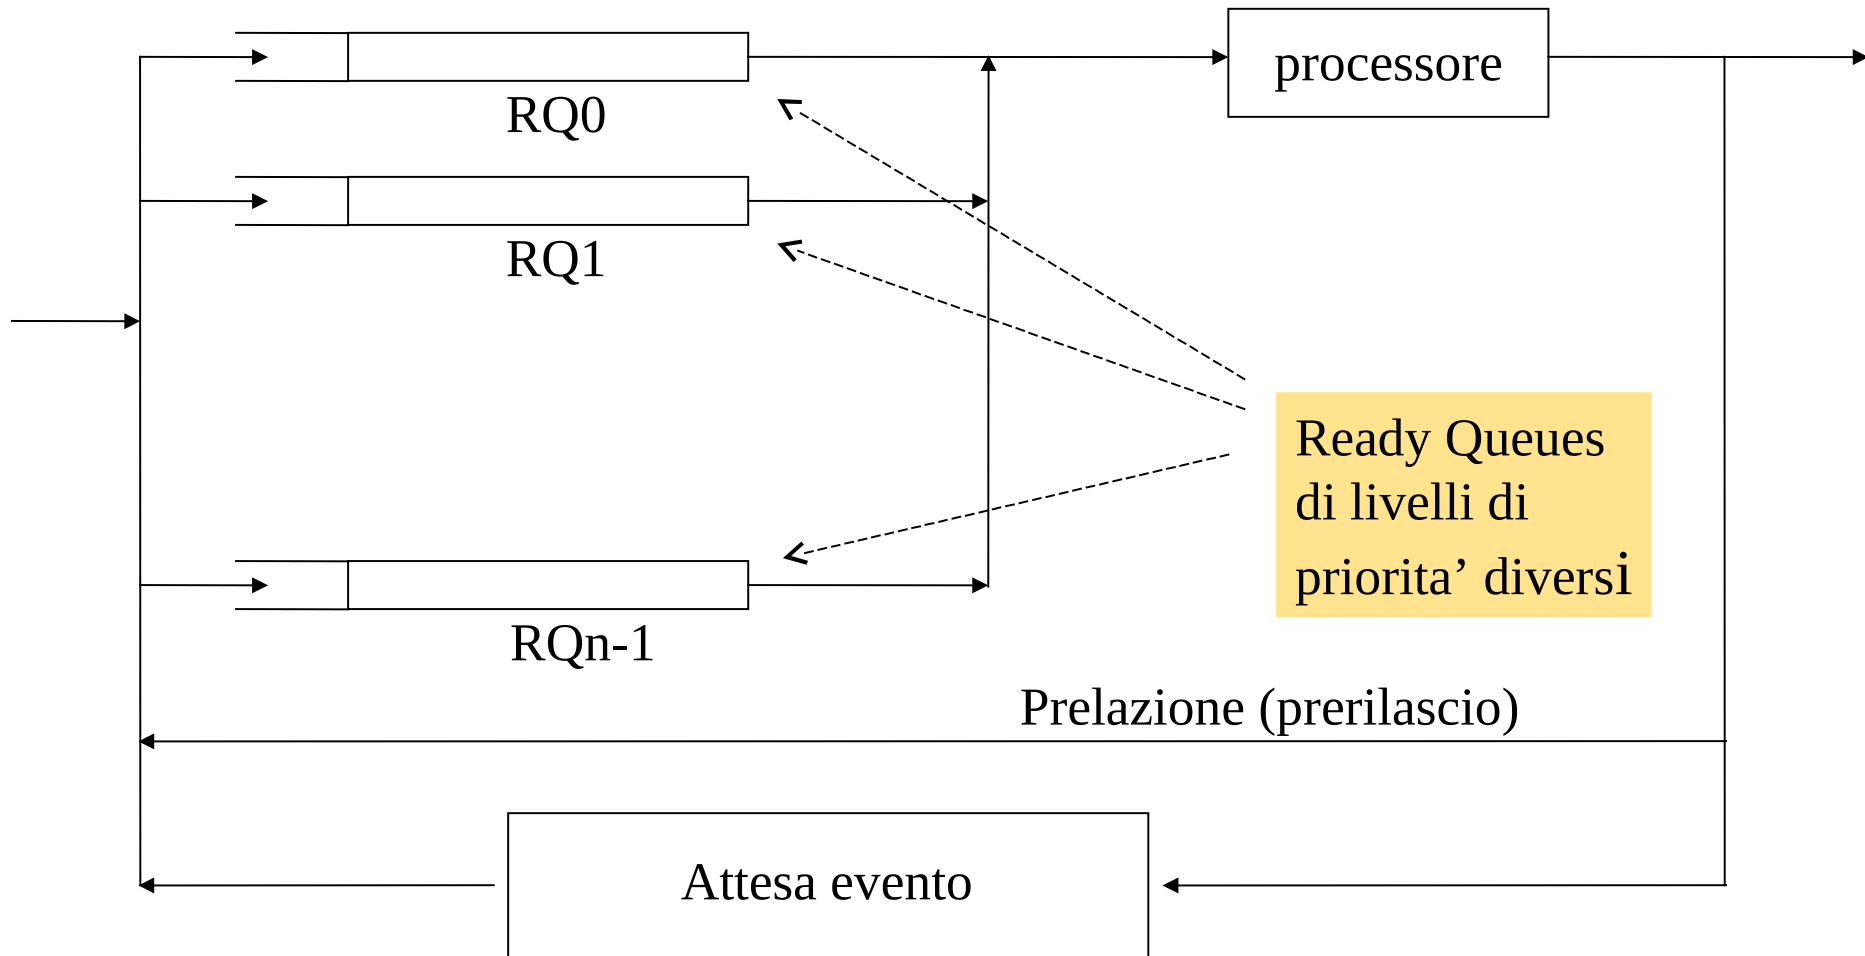 processore
RQ0
RQ1
Ready Queues
di livelli di
priorita’ diversi
RQn-1
Prelazione (prerilascio)
Attesa evento